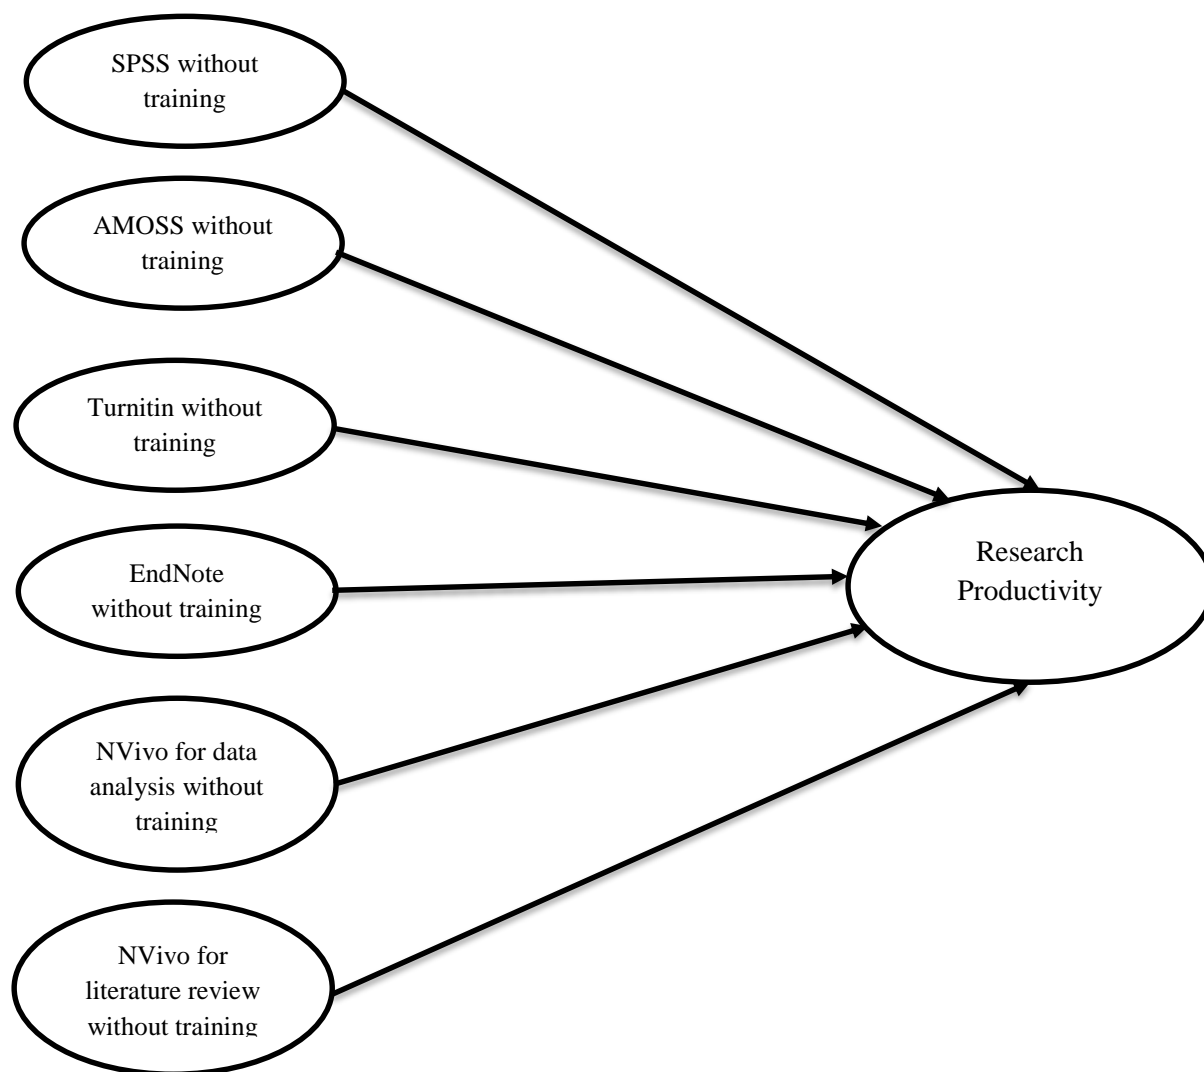 SPSS without
training
AMOSS without
training
Turnitin without
training
EndNote
without training
NVivo for data
analysis without
training
NVivo for
literature review
without training
Research
Productivity